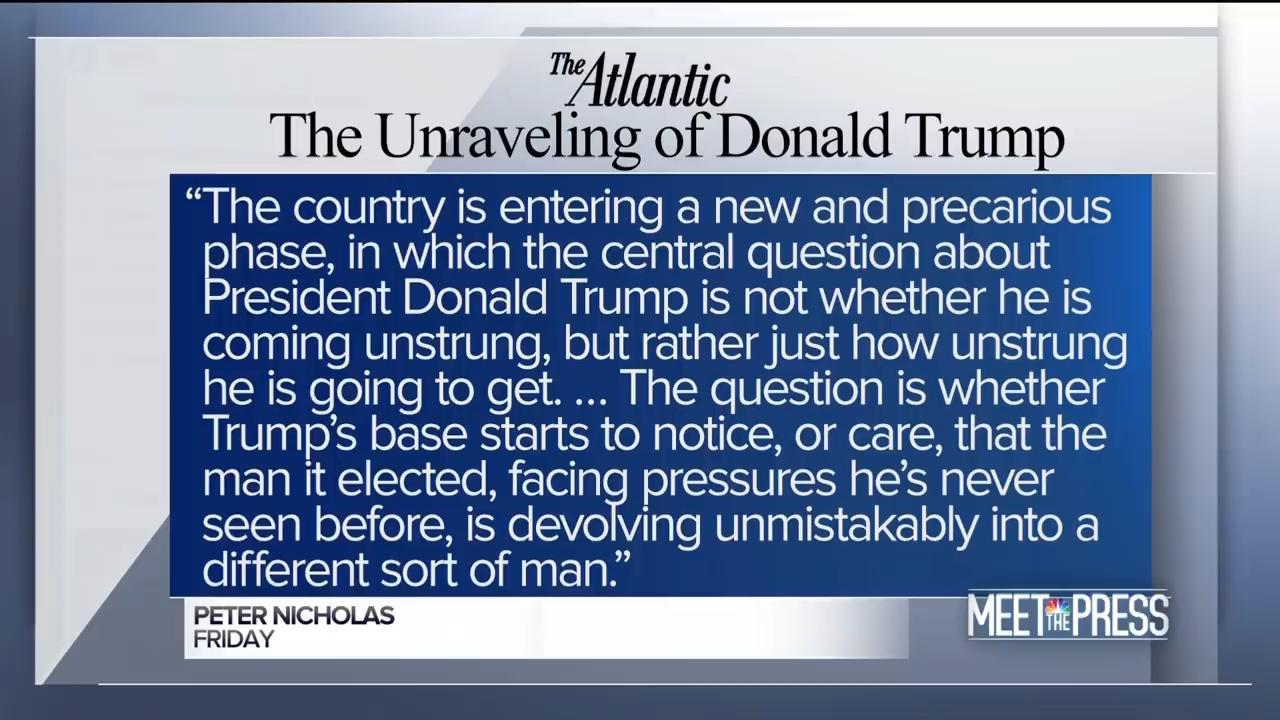 The Atlantic
The Unraveling of Donald Trump
“The country is entering a new and precarious
phase, in which the central question about
President Donald Trump is not whether he is
coming unstrung, but rather just how unstrung
he is going to get. ... The question is whether
Trump’s base starts to notice, or care, that the
man it elected, facing pressures he’s never
seen before, is devolving unmistakably into a
different sort of man.”
PETER NICHOLAS
FRIDAY
MEET THE PRESS